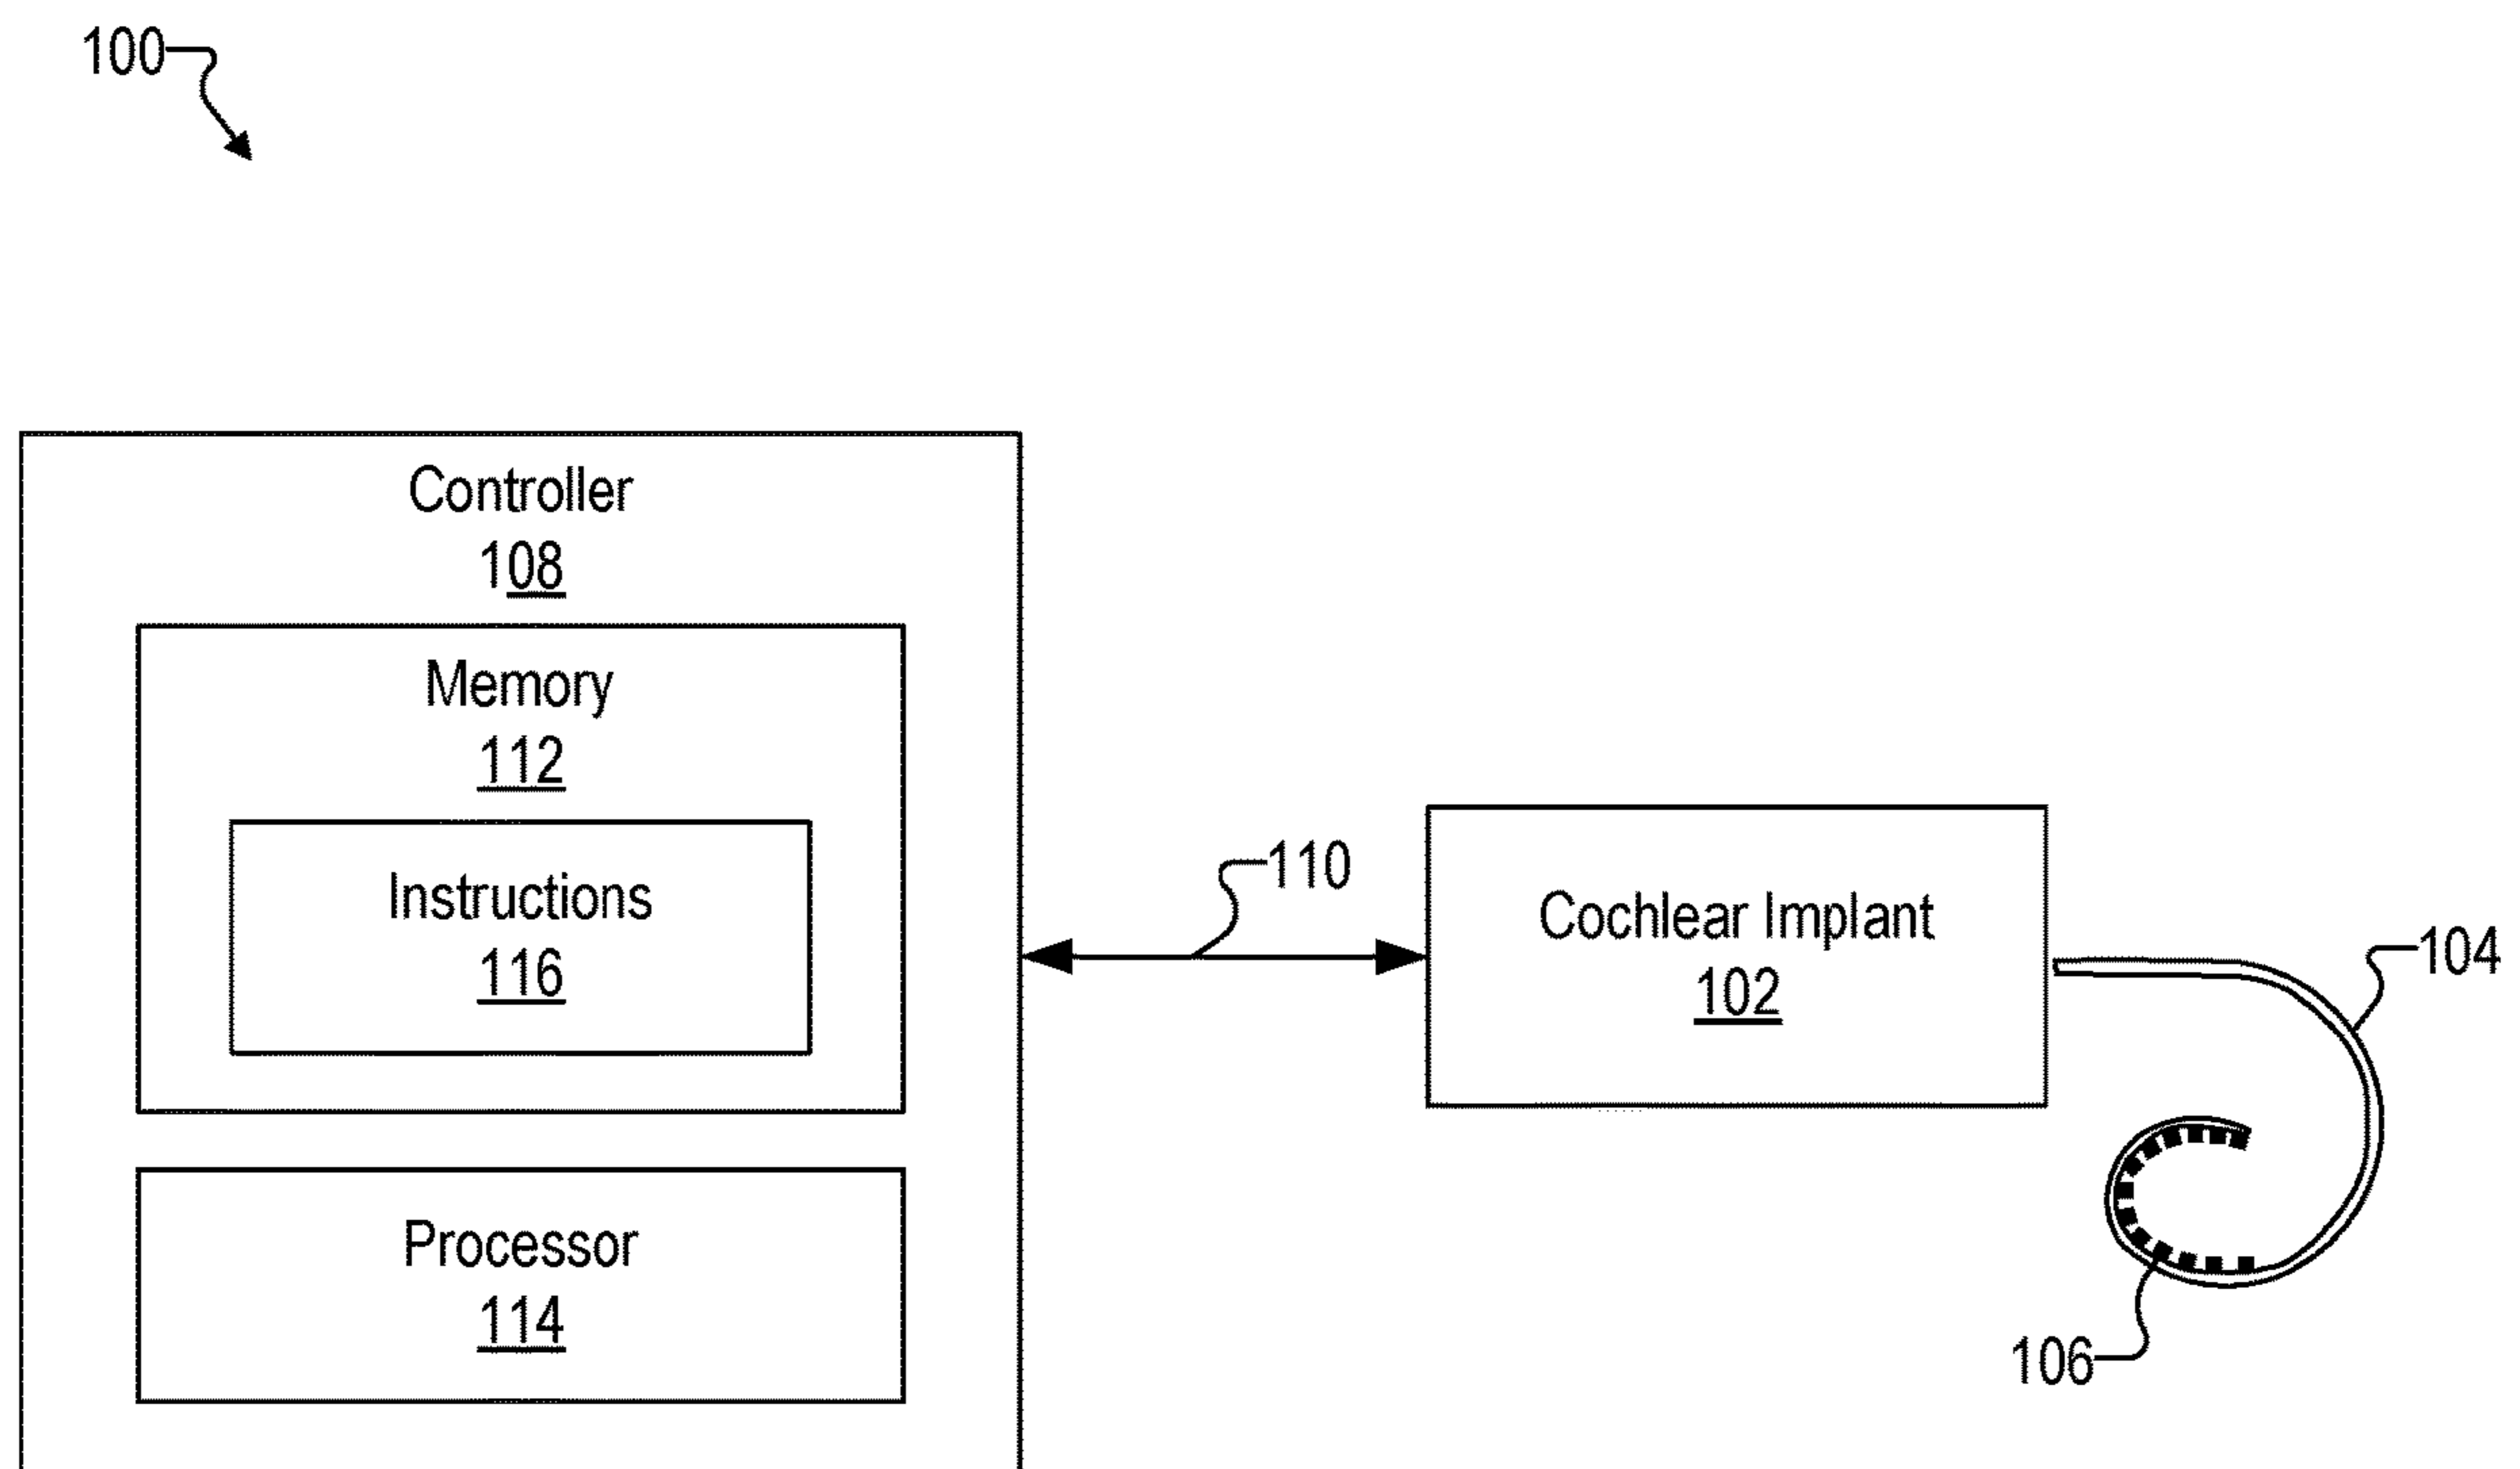 100
Controller
108
Memory
112
Instructions
116
Processor
114
110
Cochlear Implant
102
104
106